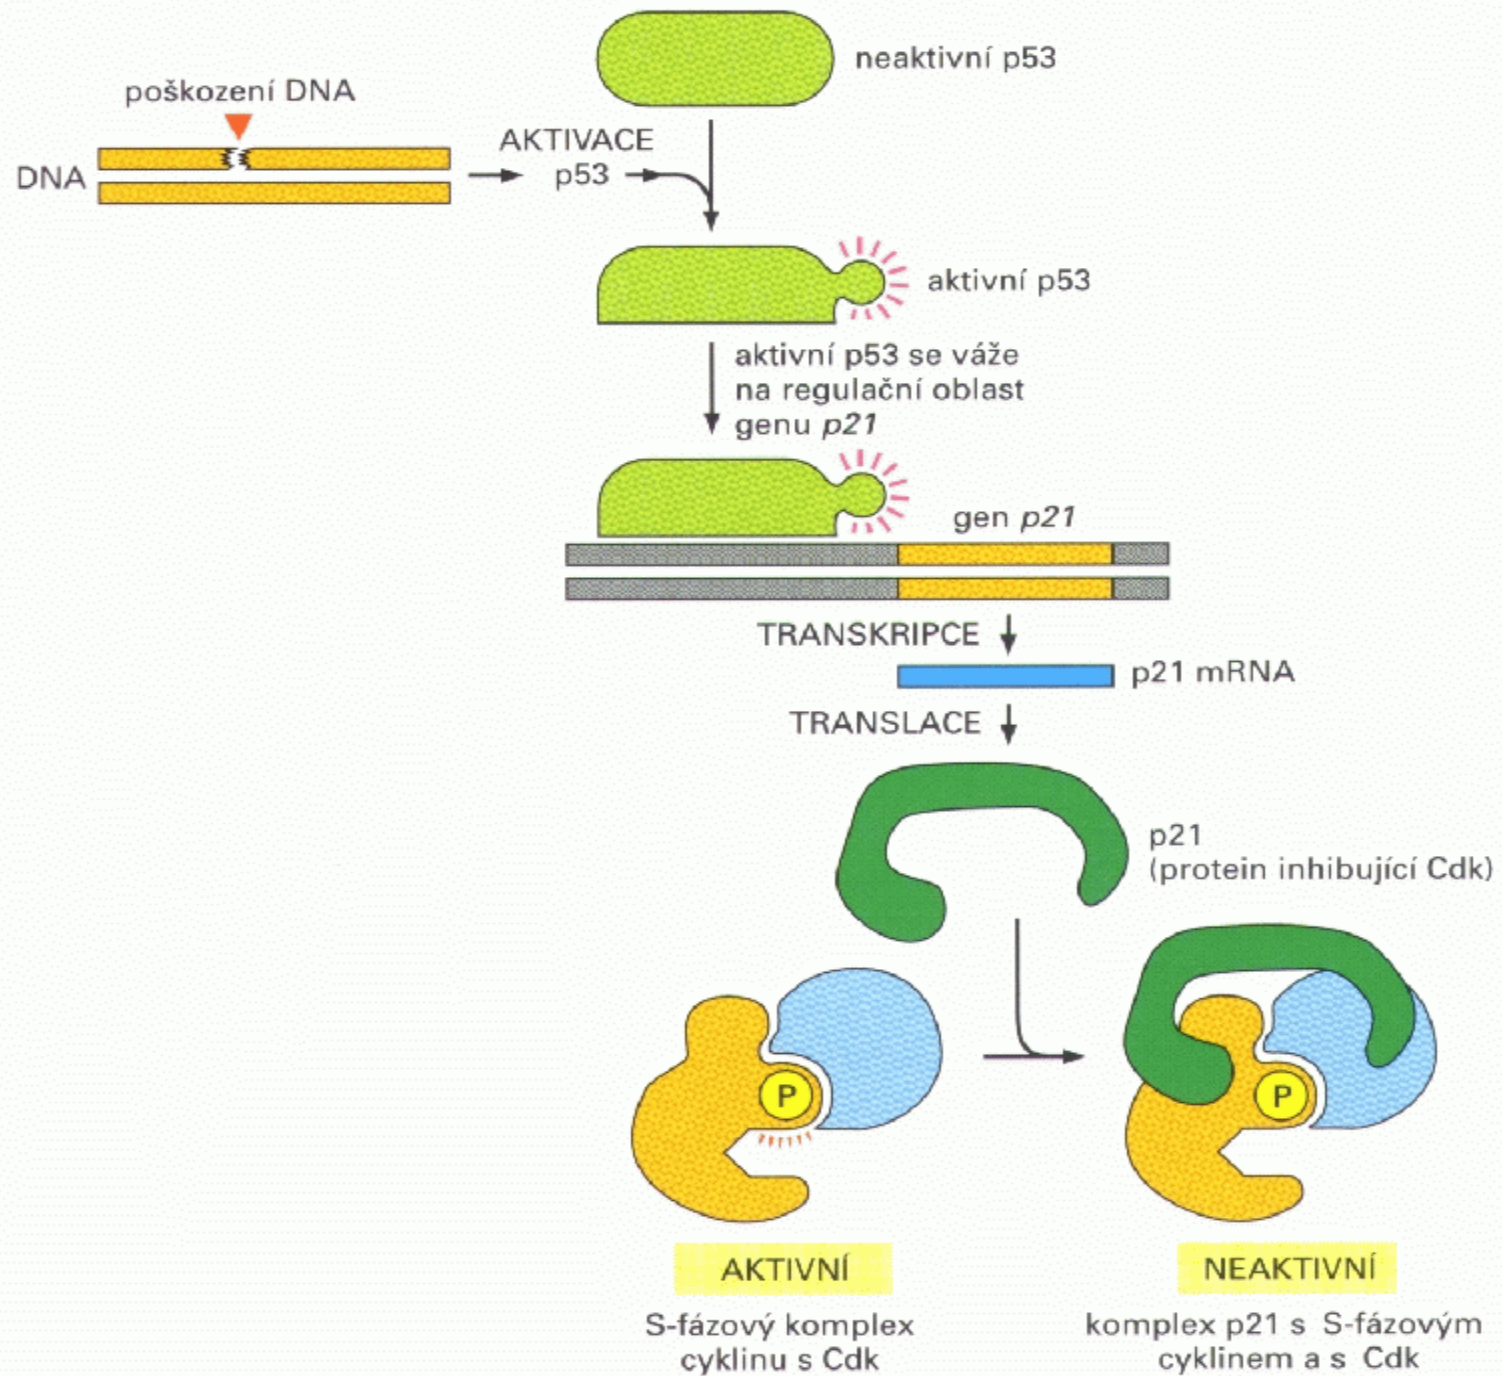 neaktivní p53
poškození DNA
DNA
AKTIVACE
p53
aktivní p53
aktivní p53 se váže
na regulační oblast
genu p21
gen p21
TRANSKRIPCE
p21 mRNA
TRANSLACE
p21
(protein inhibující Cdk)
P
P
AKTIVNÍ
S-fázový komplex
cyklinu s Cdk
NEAKTIVNÍ
komplex p21 s S-fázovým
cyklinem a s Cdk